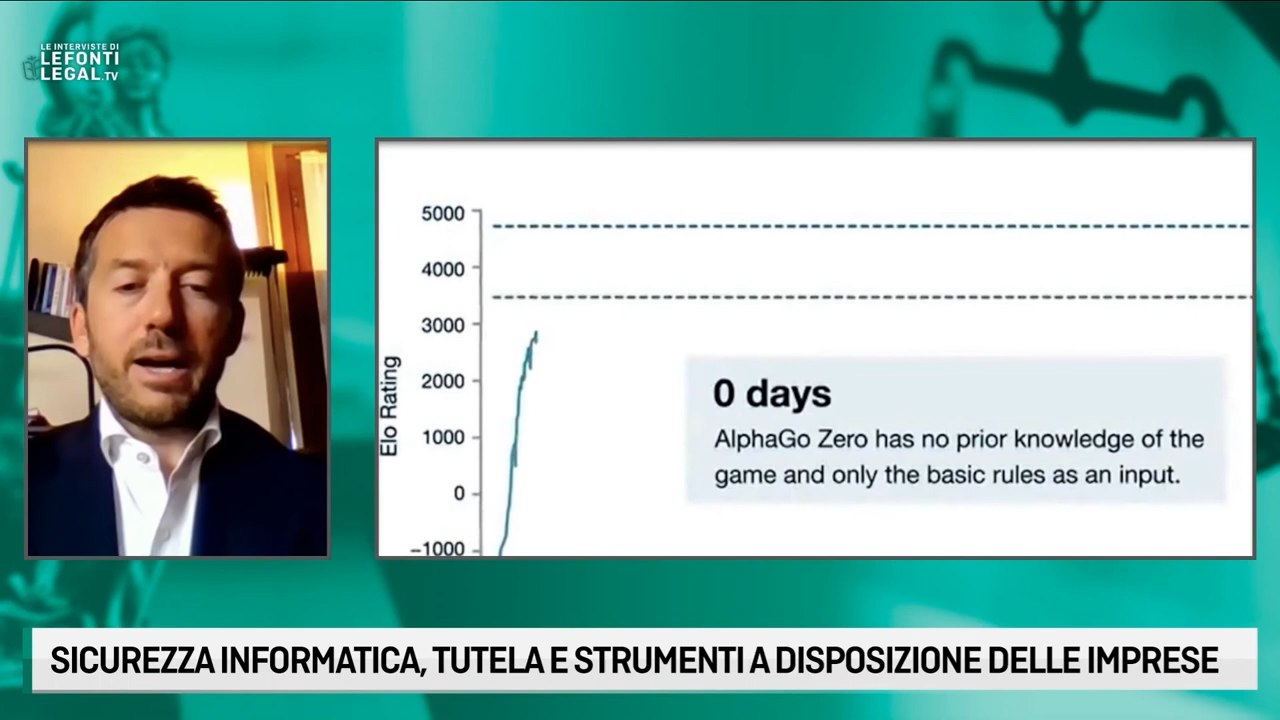 LE INTERVISTE DI
LEFONTI
LEGAL.TV
5000
4000
3000
2000
1000
0
−1000
Elo Rating
0 days
AlphaGo Zero has no prior knowledge of the
game and only the basic rules as an input.
SICUREZZA INFORMATICA, TUTELA E STRUMENTI A DISPOSIZIONE DELLE IMPRESE